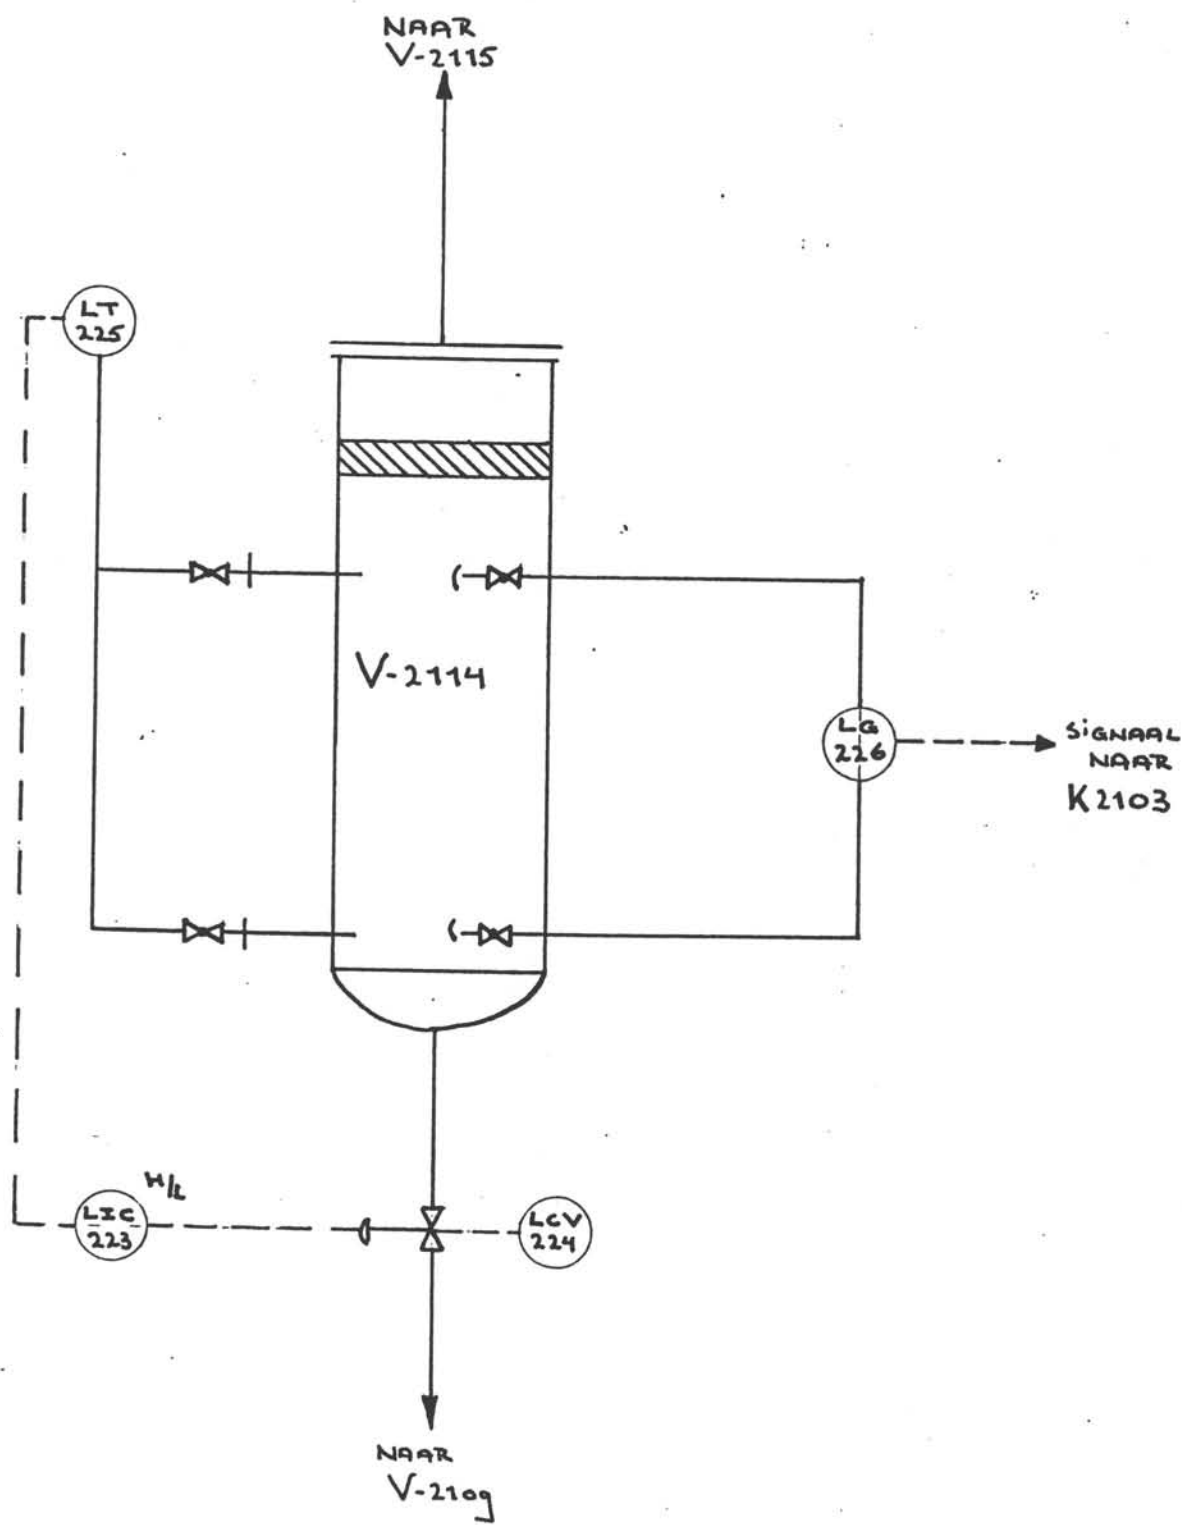 NAAR
V-2115
LT
225
V-2114
LG
226
SIGNAAL
NAAR
K2103
H/L
LIC
223
LCV
224
NAAR
V-2109